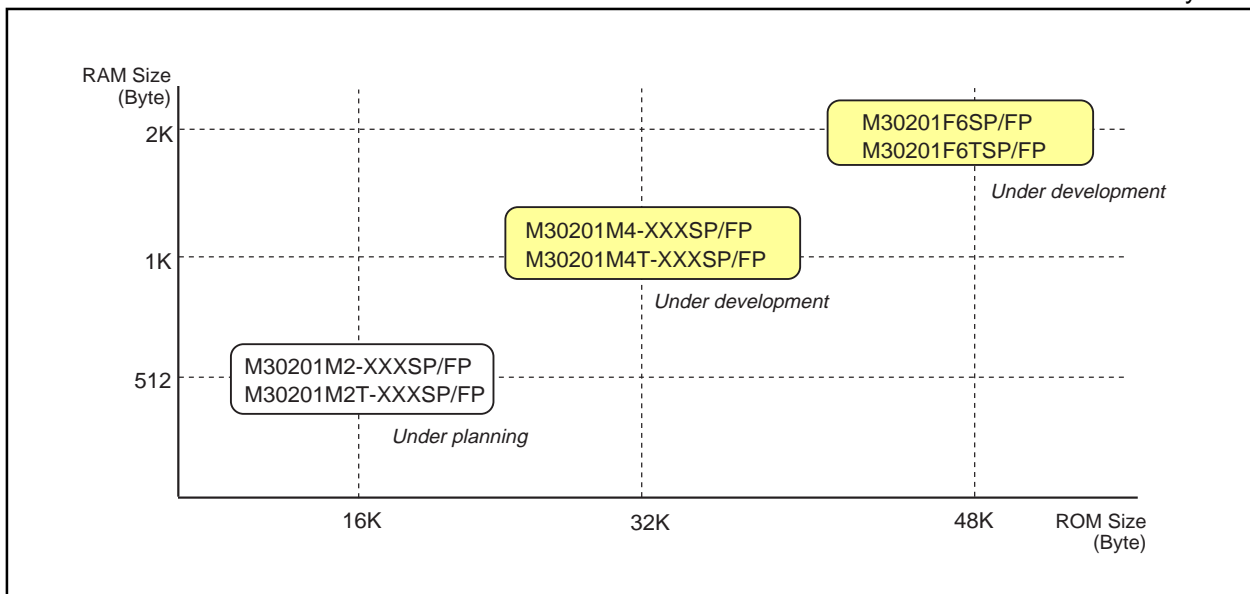 RAM Size
(Byte)
2K
M30201F6SP/FP
M30201F6TSP/FP
Under development
1K
M30201M4-XXXSP/FP
M30201M4T-XXXSP/FP
Under development
512
M30201M2-XXXSP/FP
M30201M2T-XXXSP/FP
Under planning
16K
32K
48K
ROM Size
(Byte)